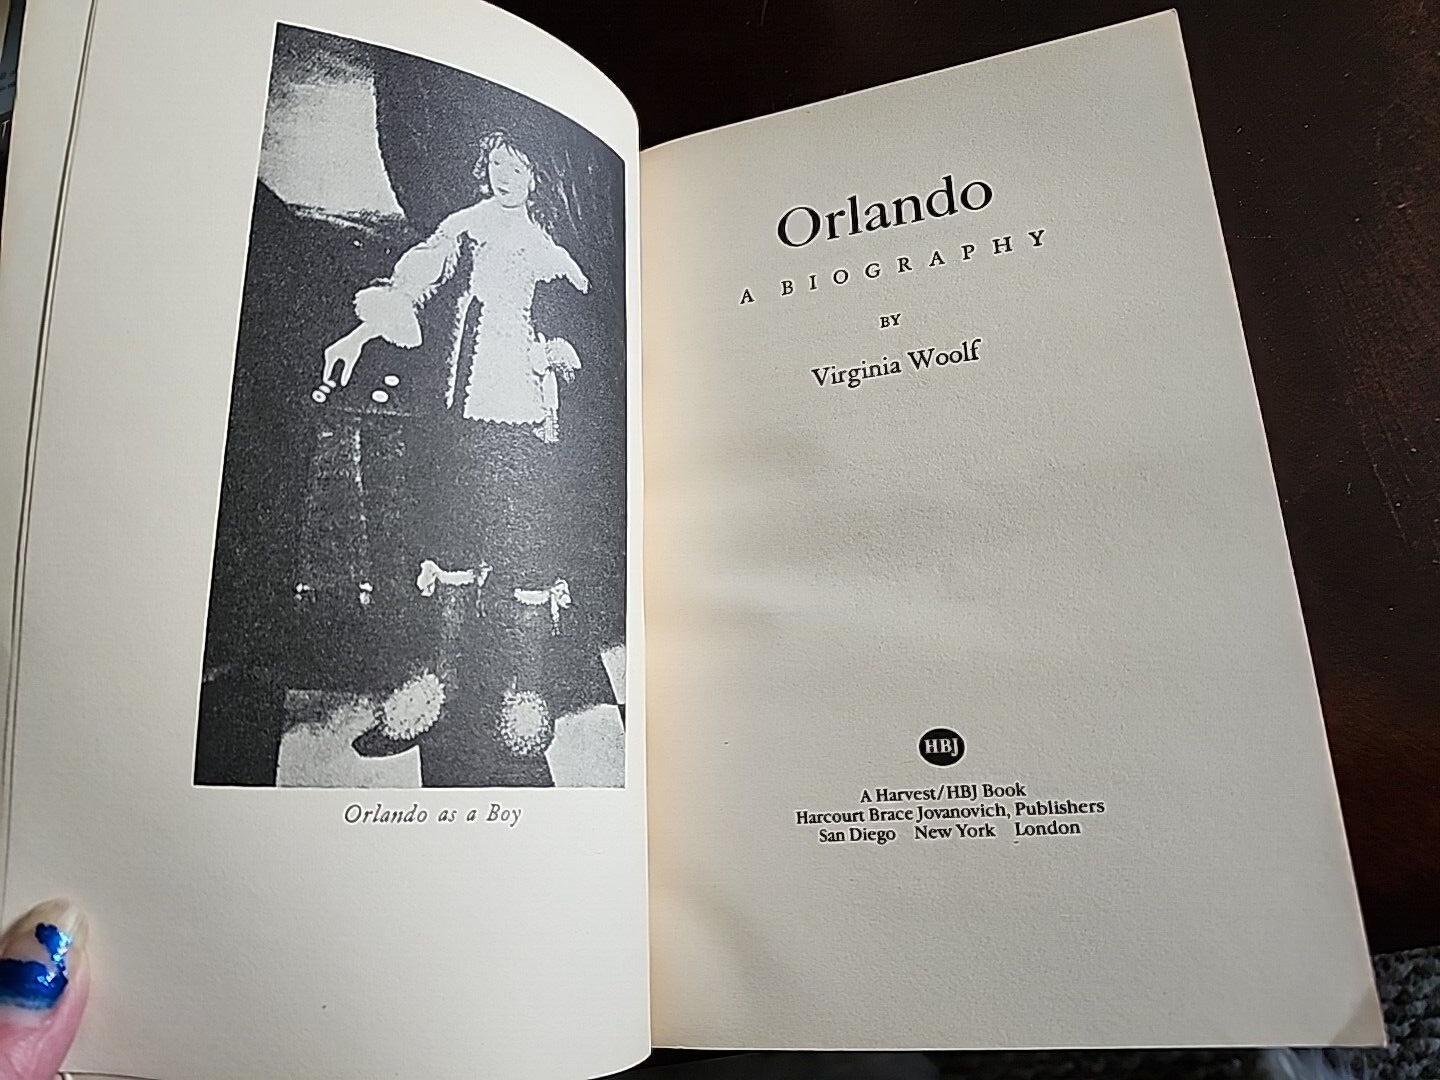 Orlando as a Boy
Orlando
A BIOGRAPHY
BY
Virginia Woolf
HBJ
A Harvest/HBJ Book
Harcourt Brace Jovanovich, Publishers
San Diego New York London